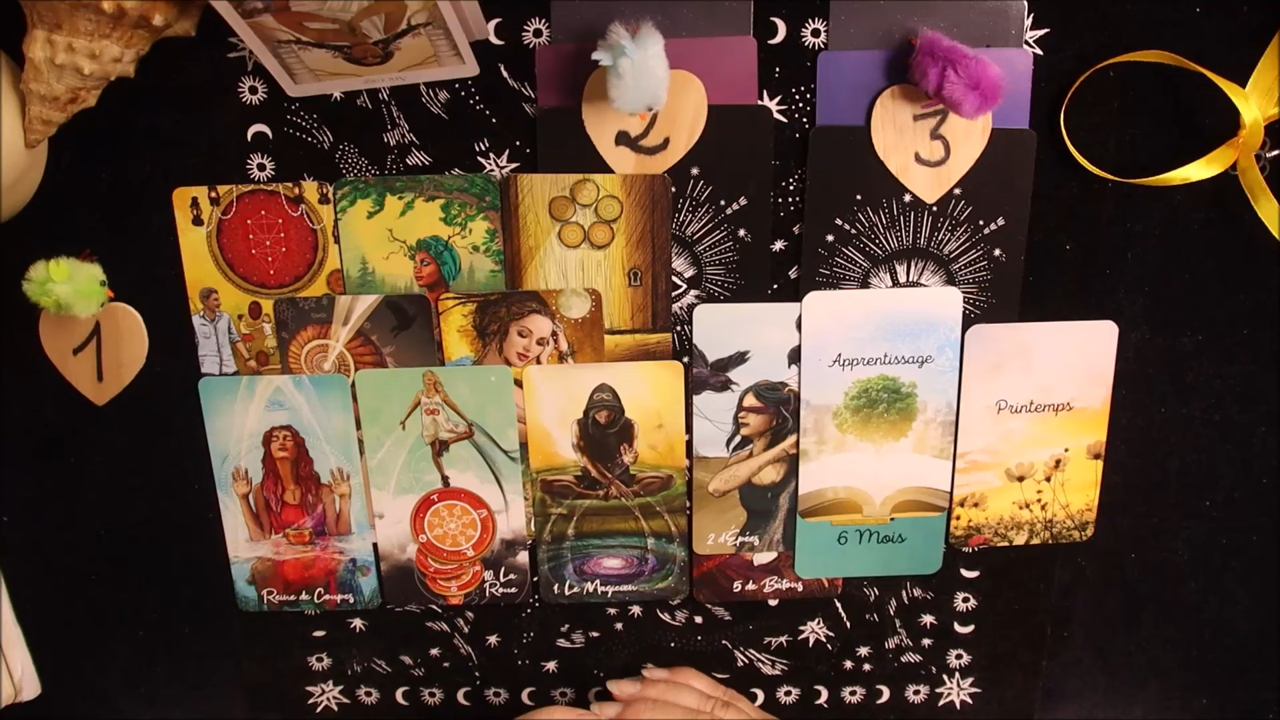 2
3
1
Apprentissage
6 Mois
Printemps
2 d'Épées
5 de Bâtons
Reine de Coupes
T A R O
10. La
Roue
1. Le Magicien